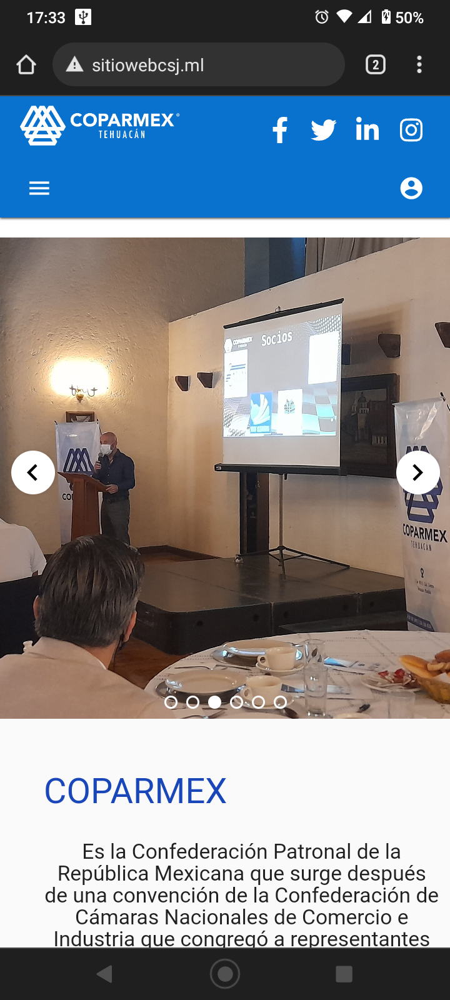 17:33
50%
sitiowebcsj.ml
2
COPARMEX®
TEHUACÁN
Socios
COPARMEX
COPARMEX
TEHUACÁN
COPARMEX
Es la Confederación Patronal de la
República Mexicana que surge después
de una convención de la Confederación de
Cámaras Nacionales de Comercio e
Industria que congregó a representantes